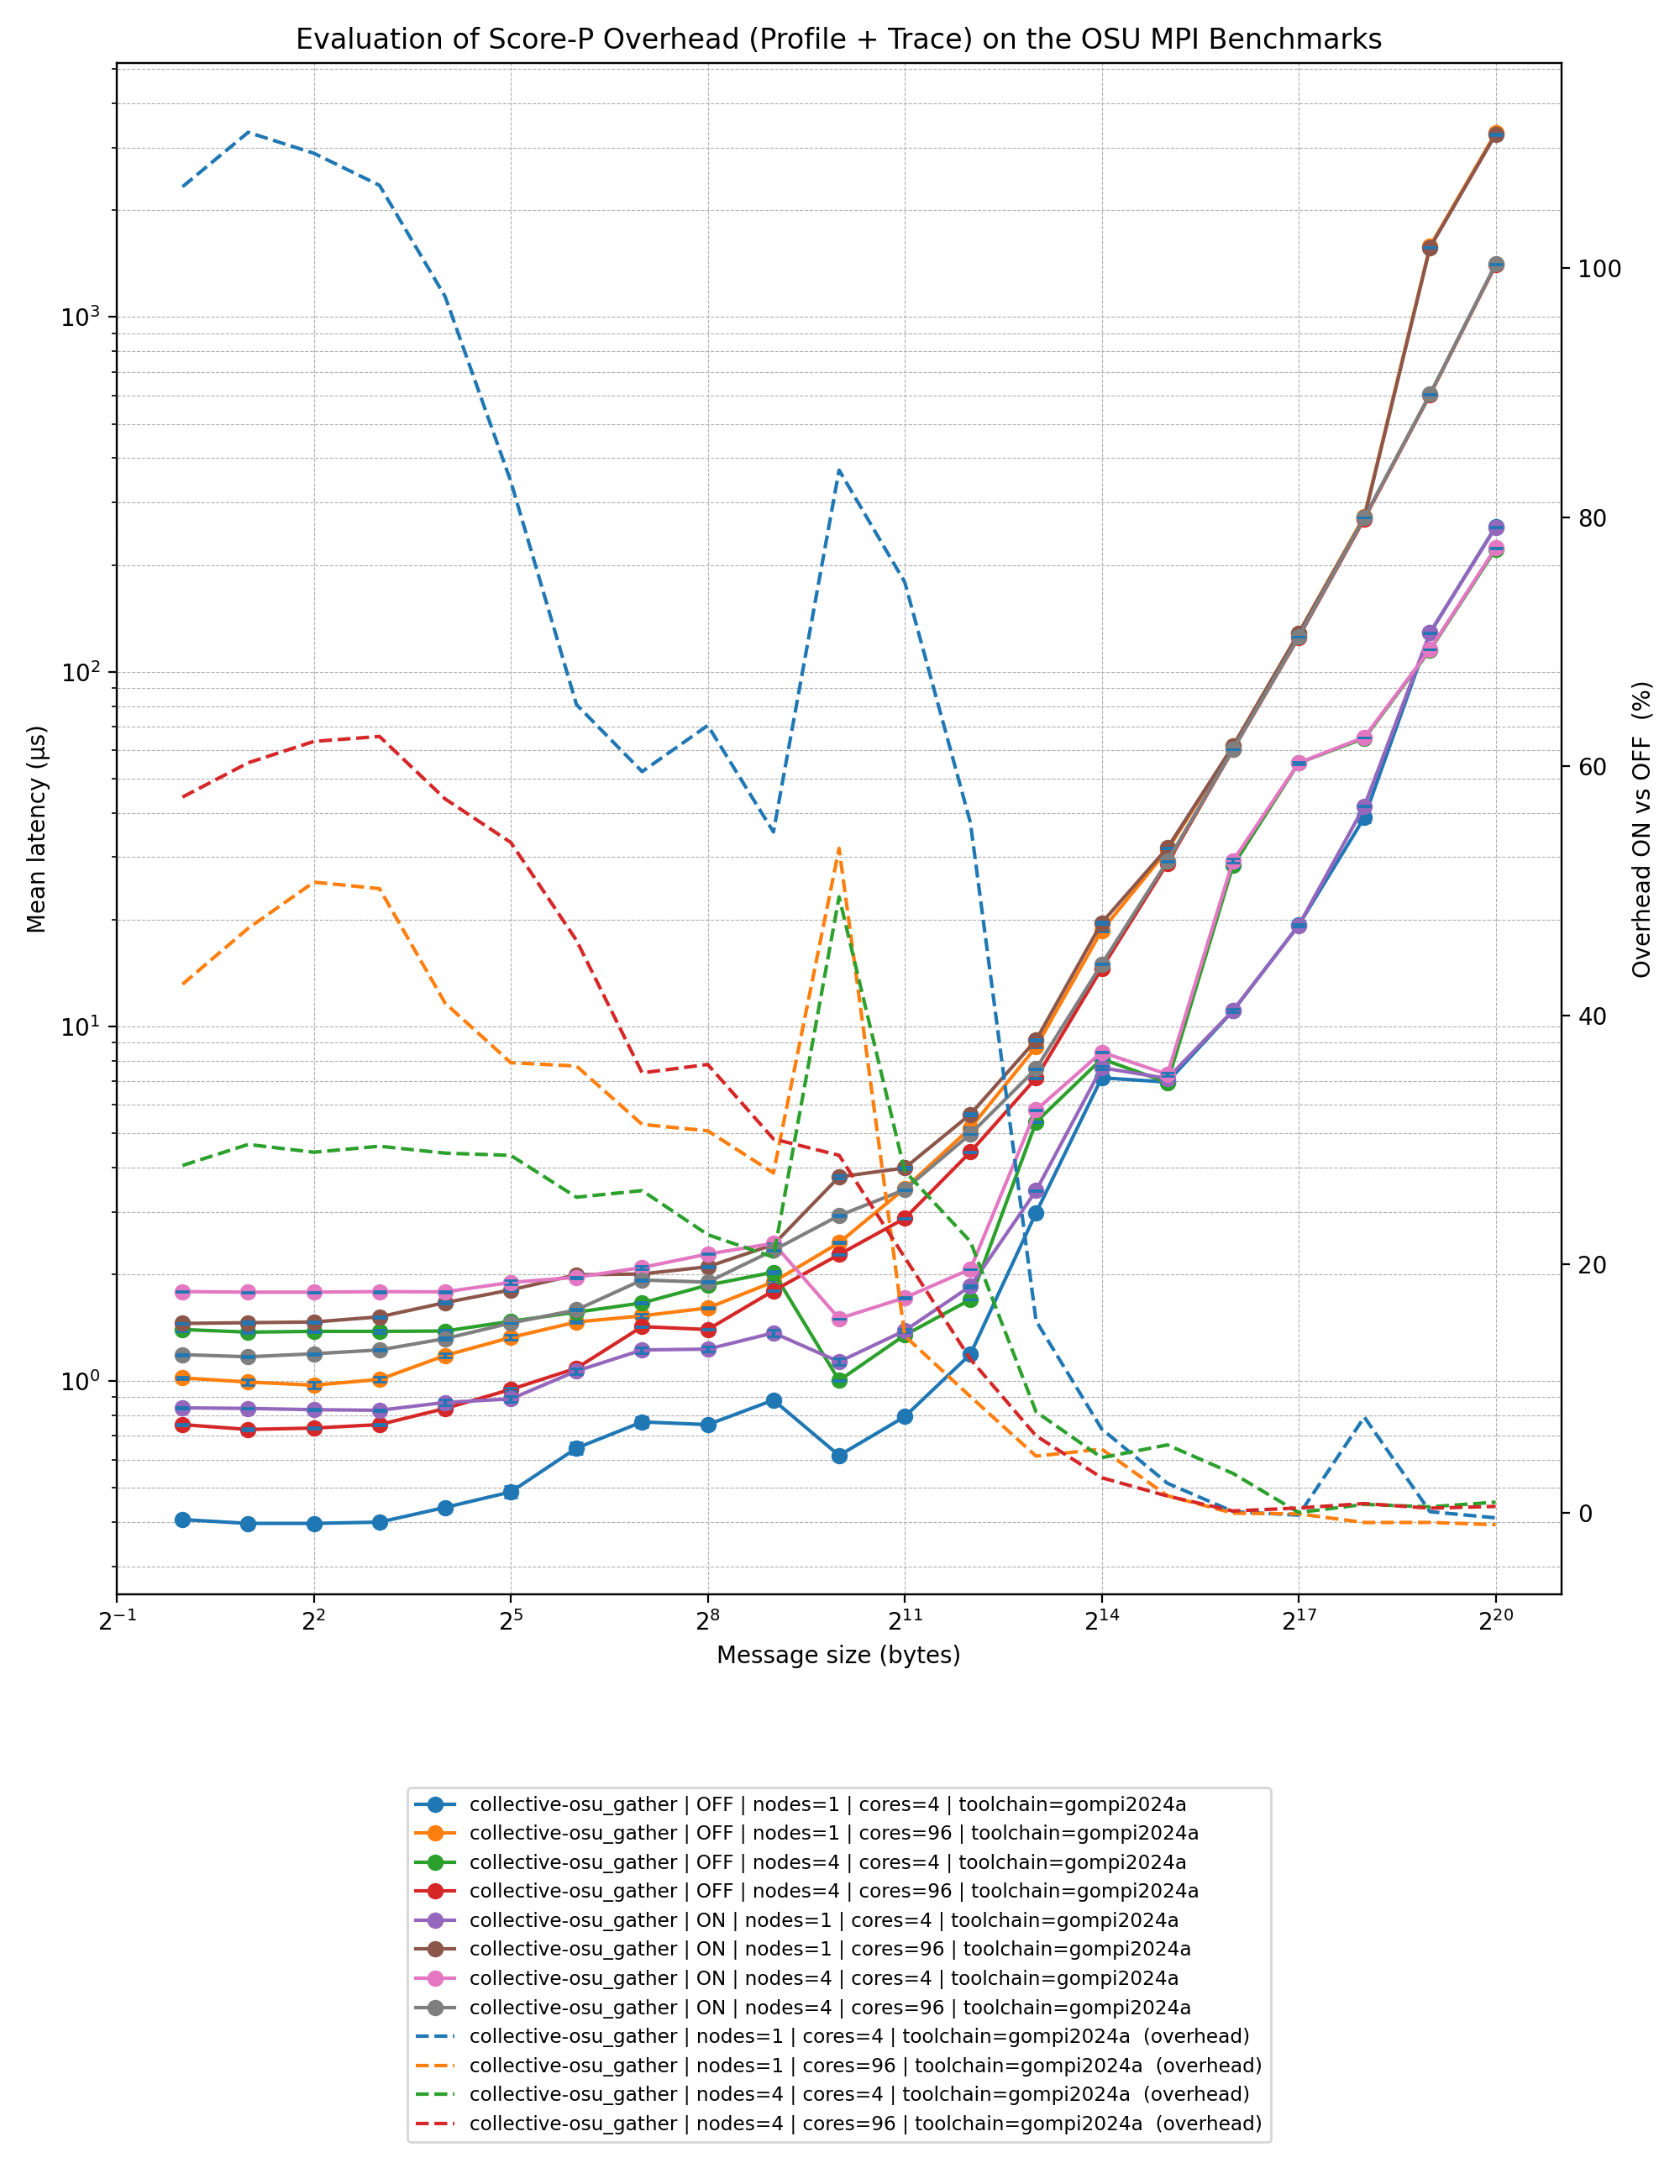 Evaluation of Score-P Overhead (Profile + Trace) on the OSU MPI Benchmarks
Mean latency (µs)
10³
10²
10¹
10⁰
100
80
60
40
20
0
Overhead ON vs OFF (%)
2⁻¹ 2² 2⁵ 2⁸ 2¹¹ 2¹⁴ 2¹⁷ 2²⁰
Message size (bytes)
collective-osu_gather | OFF | nodes=1 | cores=4 | toolchain=gompi2024a
collective-osu_gather | OFF | nodes=1 | cores=96 | toolchain=gompi2024a
collective-osu_gather | OFF | nodes=4 | cores=4 | toolchain=gompi2024a
collective-osu_gather | OFF | nodes=4 | cores=96 | toolchain=gompi2024a
collective-osu_gather | ON | nodes=1 | cores=4 | toolchain=gompi2024a
collective-osu_gather | ON | nodes=1 | cores=96 | toolchain=gompi2024a
collective-osu_gather | ON | nodes=4 | cores=4 | toolchain=gompi2024a
collective-osu_gather | ON | nodes=4 | cores=96 | toolchain=gompi2024a
collective-osu_gather | nodes=1 | cores=4 | toolchain=gompi2024a (overhead)
collective-osu_gather | nodes=1 | cores=96 | toolchain=gompi2024a (overhead)
collective-osu_gather | nodes=4 | cores=4 | toolchain=gompi2024a (overhead)
collective-osu_gather | nodes=4 | cores=96 | toolchain=gompi2024a (overhead)